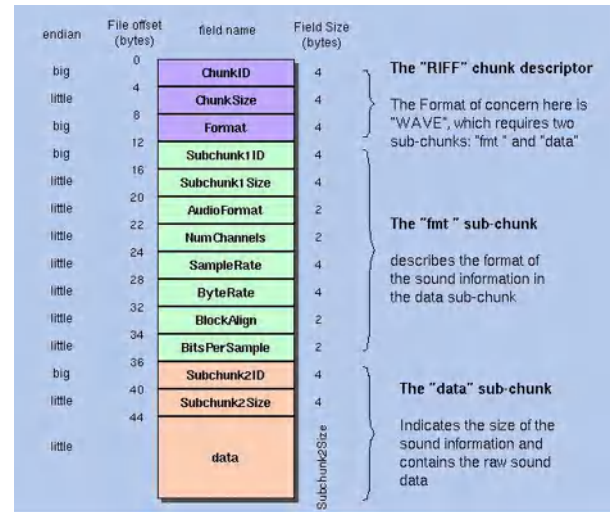 endian
File offset
(bytes)
field name
Field Size
(bytes)
0
big
ChunkID
4
4
little
ChunkSize
4
8
big
Format
4
12
big
Subchunk1ID
4
16
little
Subchunk1 Size
4
20
little
AudioFormat
2
22
little
NumChannels
2
24
little
SampleRate
4
28
little
ByteRate
4
32
little
BlockAlign
2
34
little
BitsPerSample
2
36
big
Subchunk2ID
4
40
little
Subchunk2Size
4
44
little
data
Subchunk2Size
The "RIFF" chunk descriptor
The Format of concern here is
"WAVE", which requires two
sub-chunks: "fmt " and "data"
The "fmt " sub-chunk
describes the format of
the sound information in
the data sub-chunk
The "data" sub-chunk
Indicates the size of the
sound information and
contains the raw sound
data